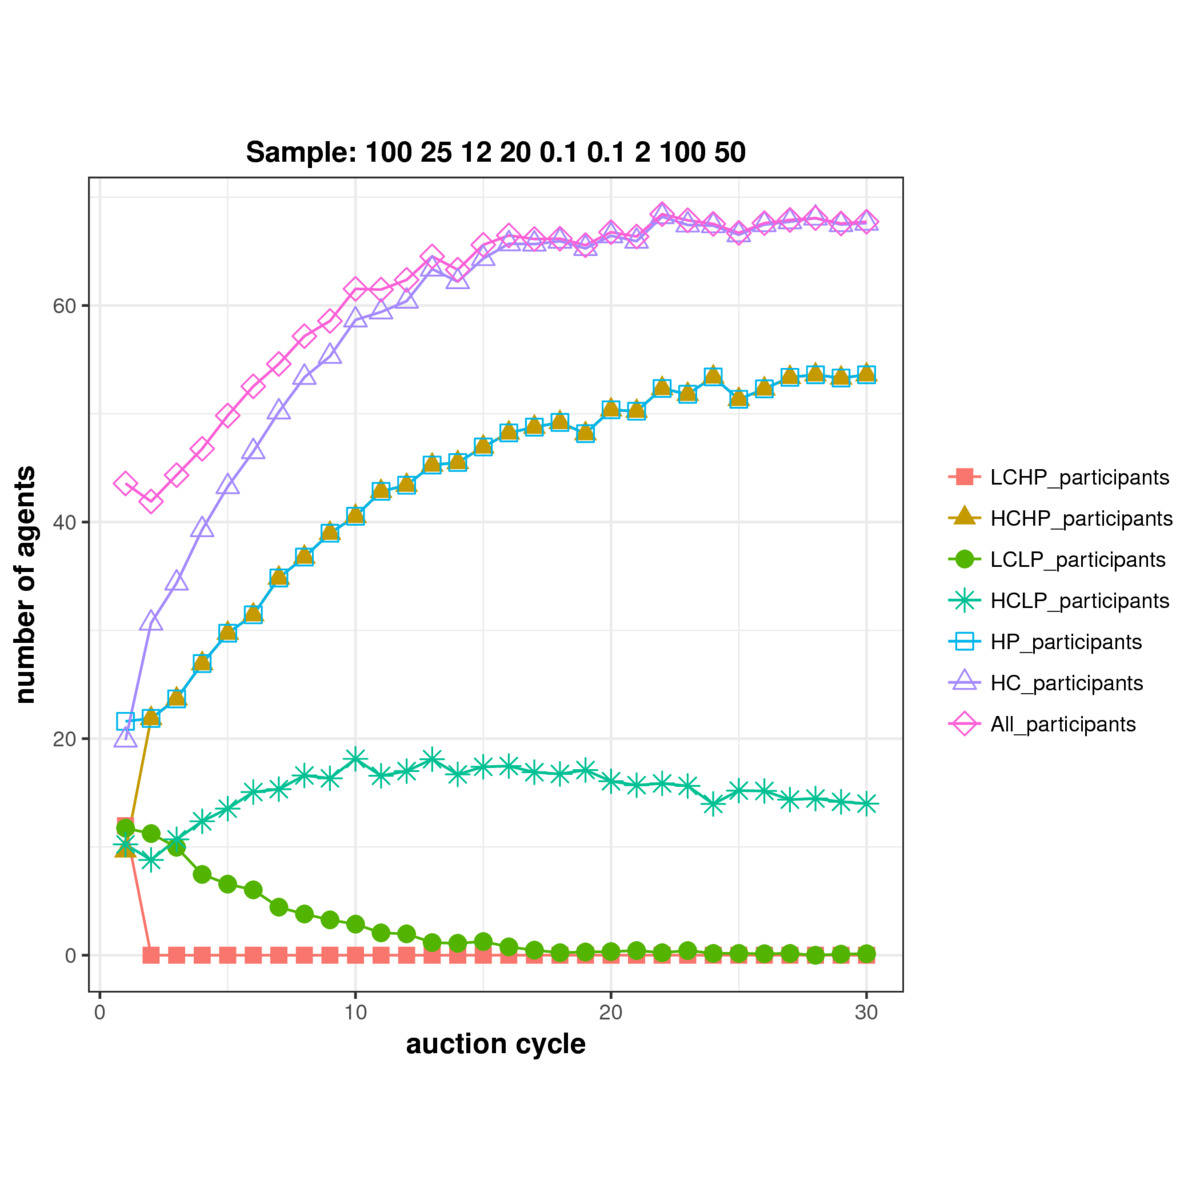 Sample: 100 25 12 20 0.1 0.1 2 100 50
number of agents
60
40
20
0
0 10 20 30
auction cycle
LCHP_participants
HCHP_participants
LCLP_participants
HCLP_participants
HP_participants
HC_participants
All_participants